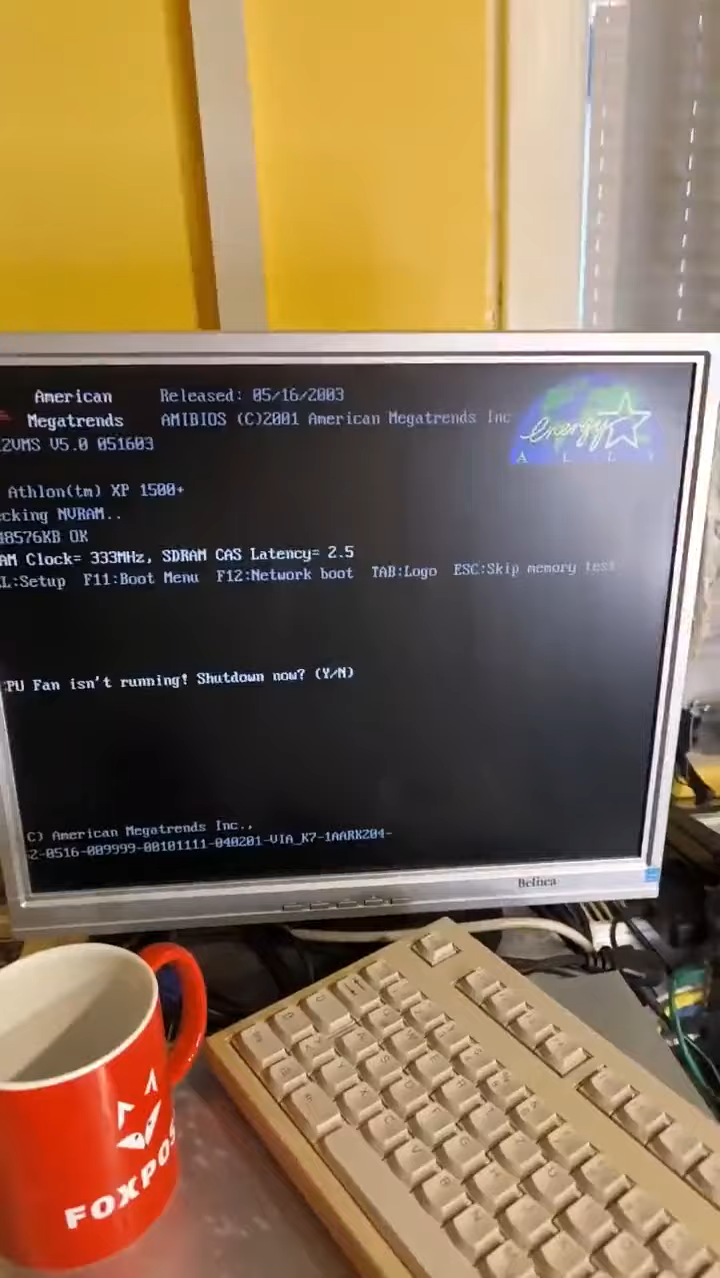 American Released: 05/16/2003
Megatrends AMIBIOS (C)2001 American Megatrends Inc
2VMS V5.0 051603
energy
A L L Y
Athlon(tm) XP 1500+
cking NVRAM..
48576KB OK
AM Clock= 333MHz, SDRAM CAS Latency= 2.5
L:Setup F11:Boot Menu F12:Network boot TAB:Logo ESC:Skip memory test
PU Fan isn't running! Shutdown now? (Y/N)
C) American Megatrends Inc.,
2-0516-009999-00101111-040201-VIA_K7-1AARK204-
Belinea
FOXPOS